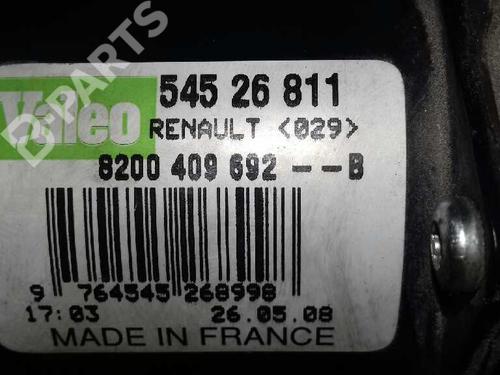 D-PARTS
Valeo
545 26 811
RENAULT <029>
8200 409 692 -- B
9 764545 268998
17:03 26.05.08
MADE IN FRANCE